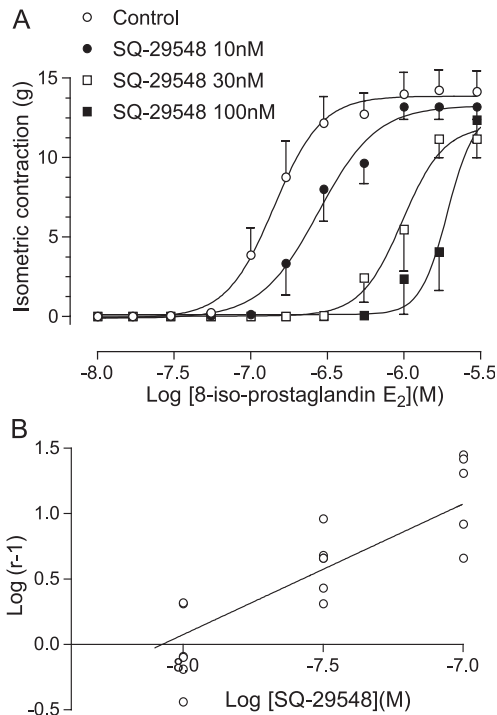 A
Control
SQ-29548 10nM
SQ-29548 30nM
SQ-29548 100nM
Isometric contraction (g)
15
10
5
0
-8.0 -7.5 -7.0 -6.5 -6.0 -5.5
Log [8-iso-prostaglandin E₂](M)
B
Log (r-1)
1.5
1.0
0.5
0.0
-0.5
-8.0 -7.5 -7.0
Log [SQ-29548](M)